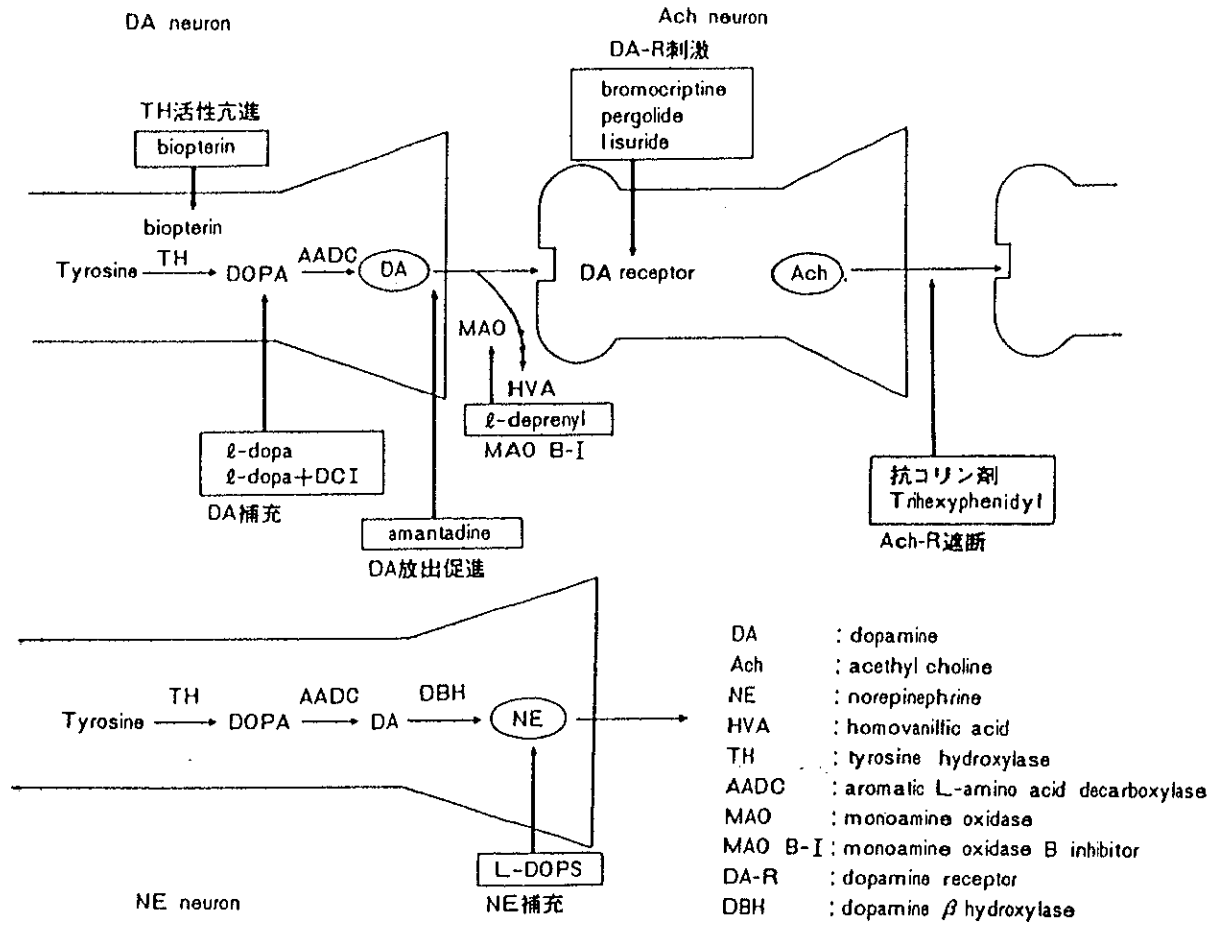 DA neuron
Ach neuron
DA-R刺激
bromocriptine
pergolide
lisuride
TH活性亢進
biopterin
biopterin
Tyrosine TH DOPA AADC DA
DA receptor
Ach
MAO
HVA
ℓ-deprenyl
MAO B-I
ℓ-dopa
ℓ-dopa+DCI
DA補充
amantadine
DA放出促進
抗コリン剤
Trihexyphenidyl
Ach-R遮断
Tyrosine TH DOPA AADC DA DBH NE
L-DOPS
NE補充
NE neuron
DA : dopamine
Ach : acethyl choline
NE : norepinephrine
HVA : homovanillic acid
TH : tyrosine hydroxylase
AADC : aromatic L-amino acid decarboxylase
MAO : monoamine oxidase
MAO B-I : monoamine oxidase B inhibitor
DA-R : dopamine receptor
DBH : dopamine β hydroxylase